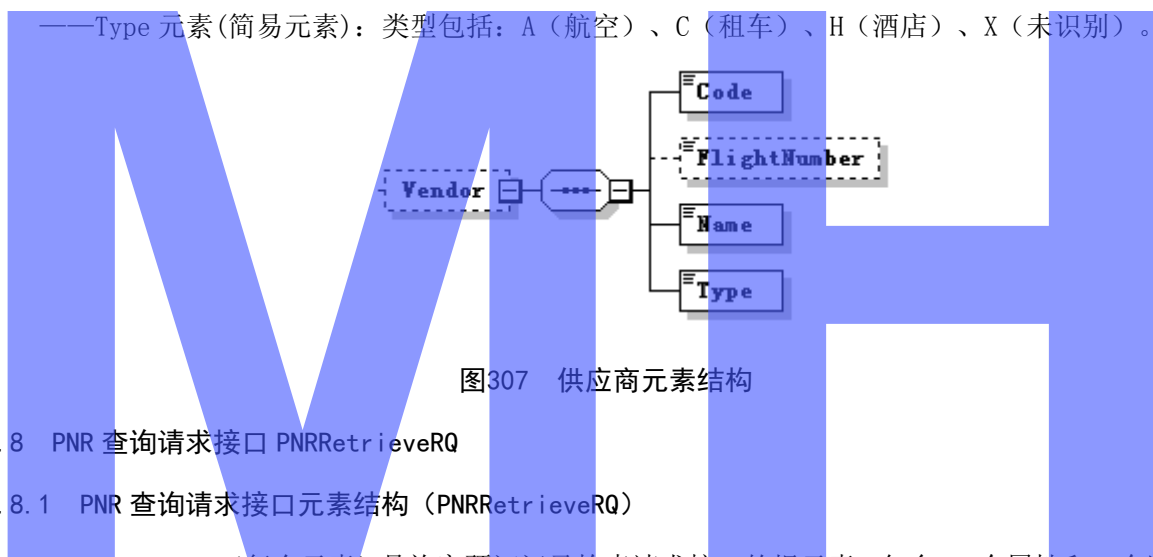 ——Type 元素(简易元素): 类型包括: A（航空）、C（租车）、H（酒店）、X（未识别）。
Code
FlightNumber
Vendor
Name
Type
图307 供应商元素结构
.8 PNR 查询请求接口 PNRRetrieveRQ
.8.1 PNR 查询请求接口元素结构（PNRRetrieveRQ）
MH